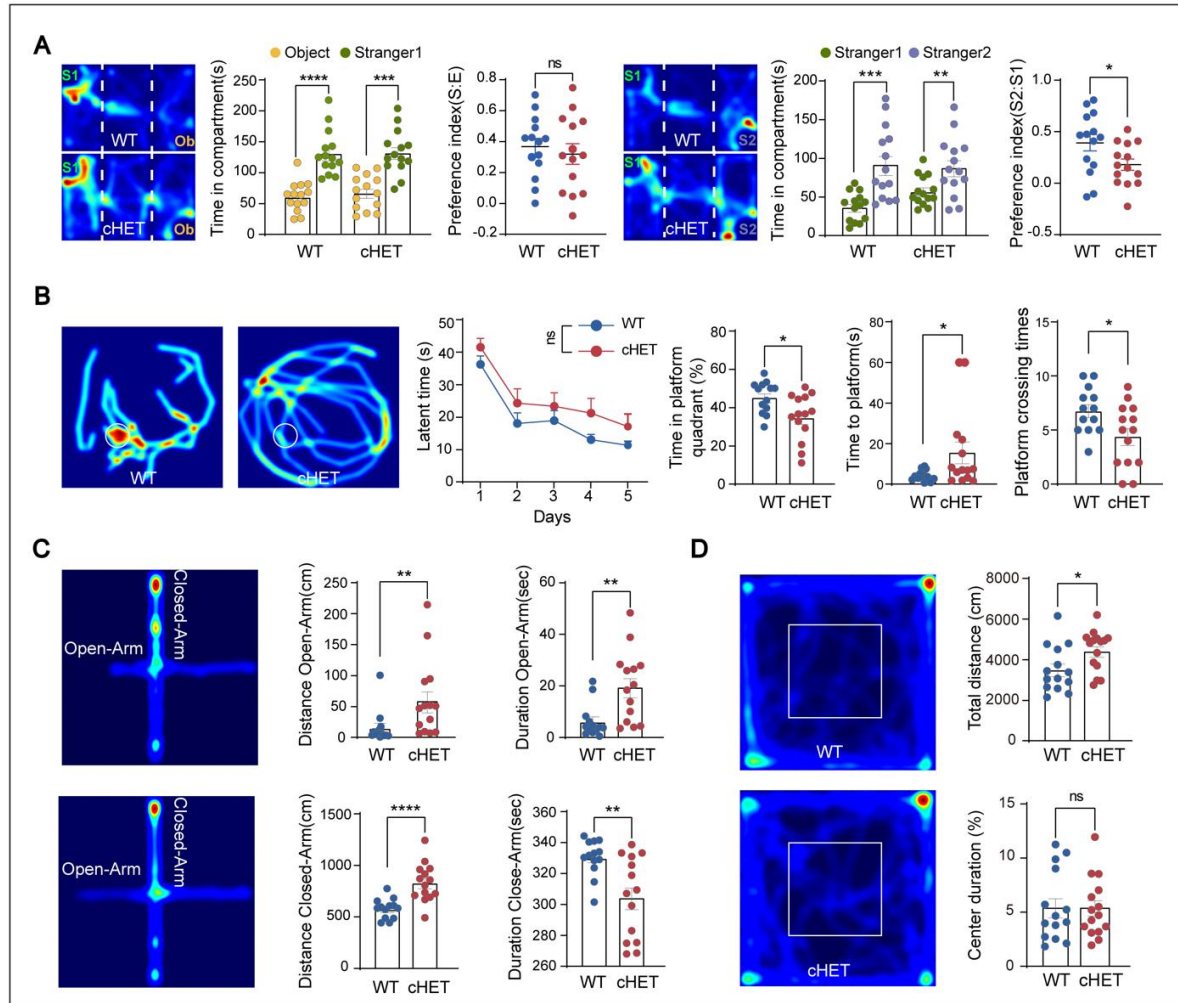 A
S1
WT
Ob
S1
cHET
Ob
Object Stranger1
Time in compartment(s)
250
200
150
100
50
0
**** ***
WT cHET
Preference index(S:E)
0.8
0.6
0.4
0.2
0.0
-0.2
ns
WT cHET
S1
WT
S2
S1
cHET
S2
Stranger1 Stranger2
Time in compartment(s)
200
150
100
50
0
*** **
WT cHET
Preference index(S2:S1)
1.0
0.5
0.0
-0.5
*
WT cHET
B
WT
cHET
Latent time (s)
40
30
20
10
0
ns
WT
cHET
1 2 3 4 5
Days
Time in platform
quadrant (%)
80
60
40
20
0
*
WT cHET
Time to platform(s)
80
60
40
20
0
*
WT cHET
Platform crossing times
15
10
5
0
*
WT cHET
C
Open-Arm
Closed-Arm
Distance Open-Arm(cm)
250
200
150
100
50
0
**
WT cHET
Duration Open-Arm(sec)
60
40
20
0
**
WT cHET
Open-Arm
Closed-Arm
Distance Closed-Arm(cm)
1500
1000
500
0
****
WT cHET
Duration Close-Arm(sec)
360
340
320
300
280
260
**
WT cHET
D
WT
Total distance (cm)
8000
6000
4000
2000
0
*
WT cHET
cHET
Center duration (%)
15
10
5
0
ns
WT cHET